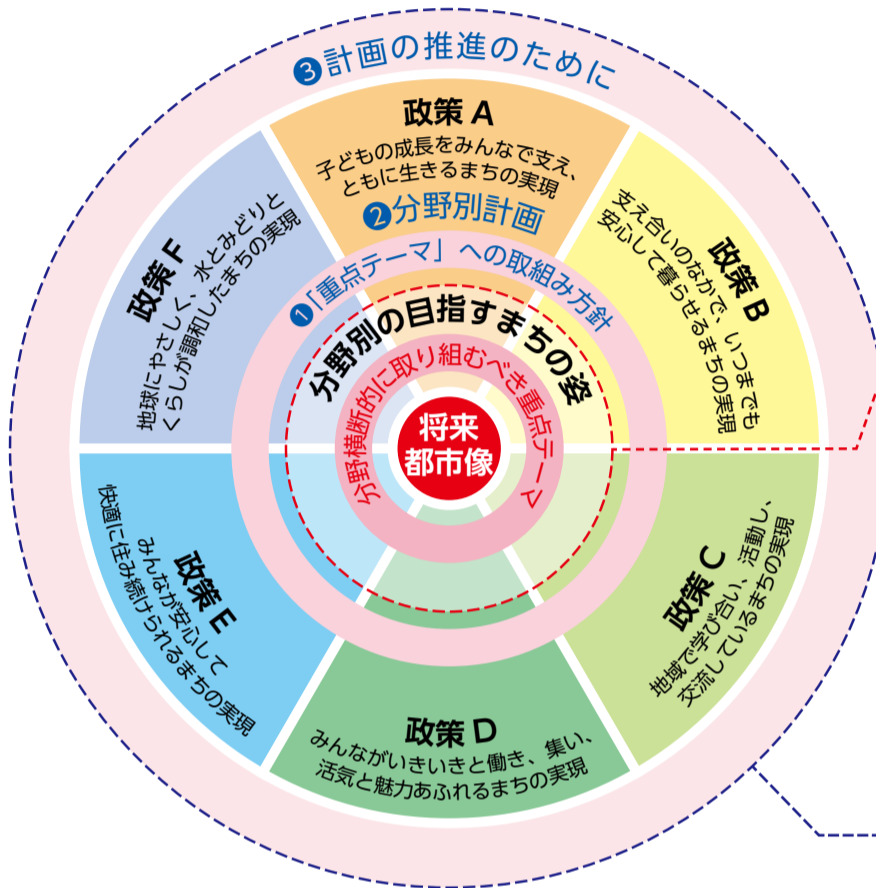 ❸計画の推進のために
政策 A
子どもの成長をみんなで支え、
ともに生きるまちの実現
❷分野別計画
政策 B
支え合いのなかで、いつまでも
安心して暮らせるまちの実現
政策 C
地域で学び合い、活動し、
交流しているまちの実現
政策 D
みんながいきいきと働き、集い、
活気と魅力あふれるまちの実現
政策 E
みんなが安心して
快適に住み続けられるまちの実現
政策 F
地球にやさしく、水とみどりと
くらしが調和したまちの実現
❶「重点テーマ」への取組み方針
分野別の目指すまちの姿
分野横断的に取り組むべき重点テーマ
将来
都市像